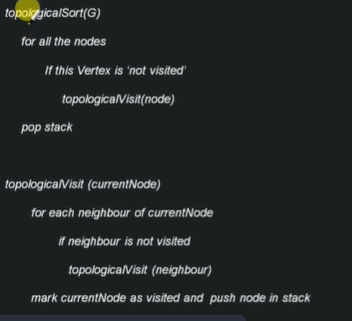 topologicalSort(G)
for all the nodes
If this Vertex is 'not visited'
topologicalVisit(node)
pop stack
topologicalVisit (currentNode)
for each neighbour of currentNode
if neighbour is not visited
topologicalVisit (neighbour)
mark currentNode as visited and push node in stack